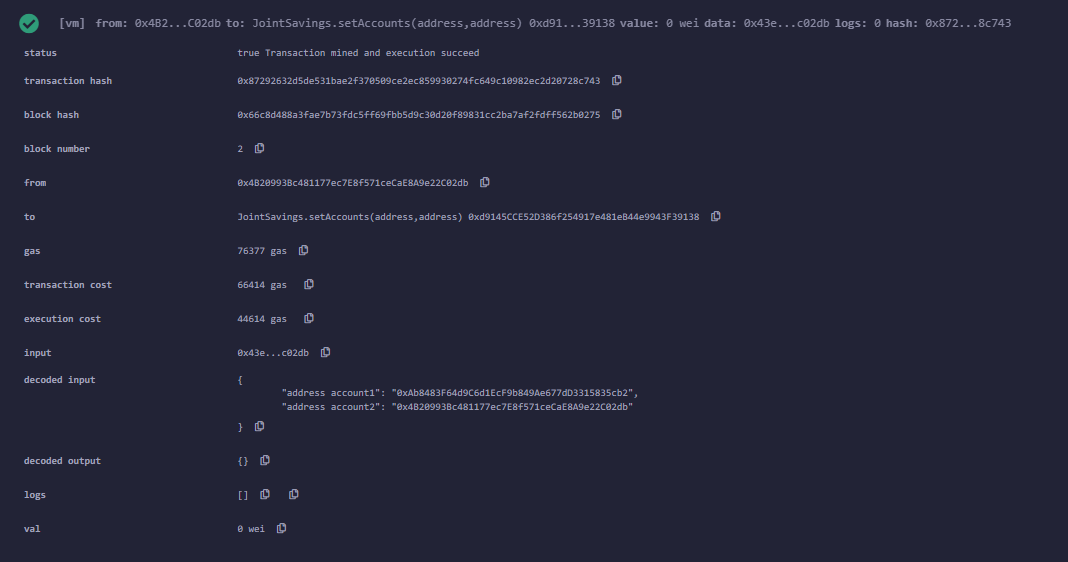 [vm] from: 0x4B2...C02db to: JointSavings.setAccounts(address,address) 0xd91...39138 value: 0 wei data: 0x43e...c02db logs: 0 hash: 0x872...8c743
status true Transaction mined and execution succeed
transaction hash 0x87292632d5de531bae2f370509ce2ec859930274fc649c10982ec2d20728c743
block hash 0x66c8d488a3fae7b73fdc5ff69fbb5d9c30d20f89831cc2ba7af2fdff562b0275
block number 2
from 0x4B20993Bc481177ec7E8f571ceCaE8A9e22C02db
to JointSavings.setAccounts(address,address) 0xd9145CCE52D386f254917e481eB44e9943F39138
gas 76377 gas
transaction cost 66414 gas
execution cost 44614 gas
input 0x43e...c02db
decoded input {
"address account1": "0xAb8483F64d9C6d1EcF9b849Ae677dD3315835cb2",
"address account2": "0x4B20993Bc481177ec7E8f571ceCaE8A9e22C02db"
}
decoded output {}
logs []
val 0 wei